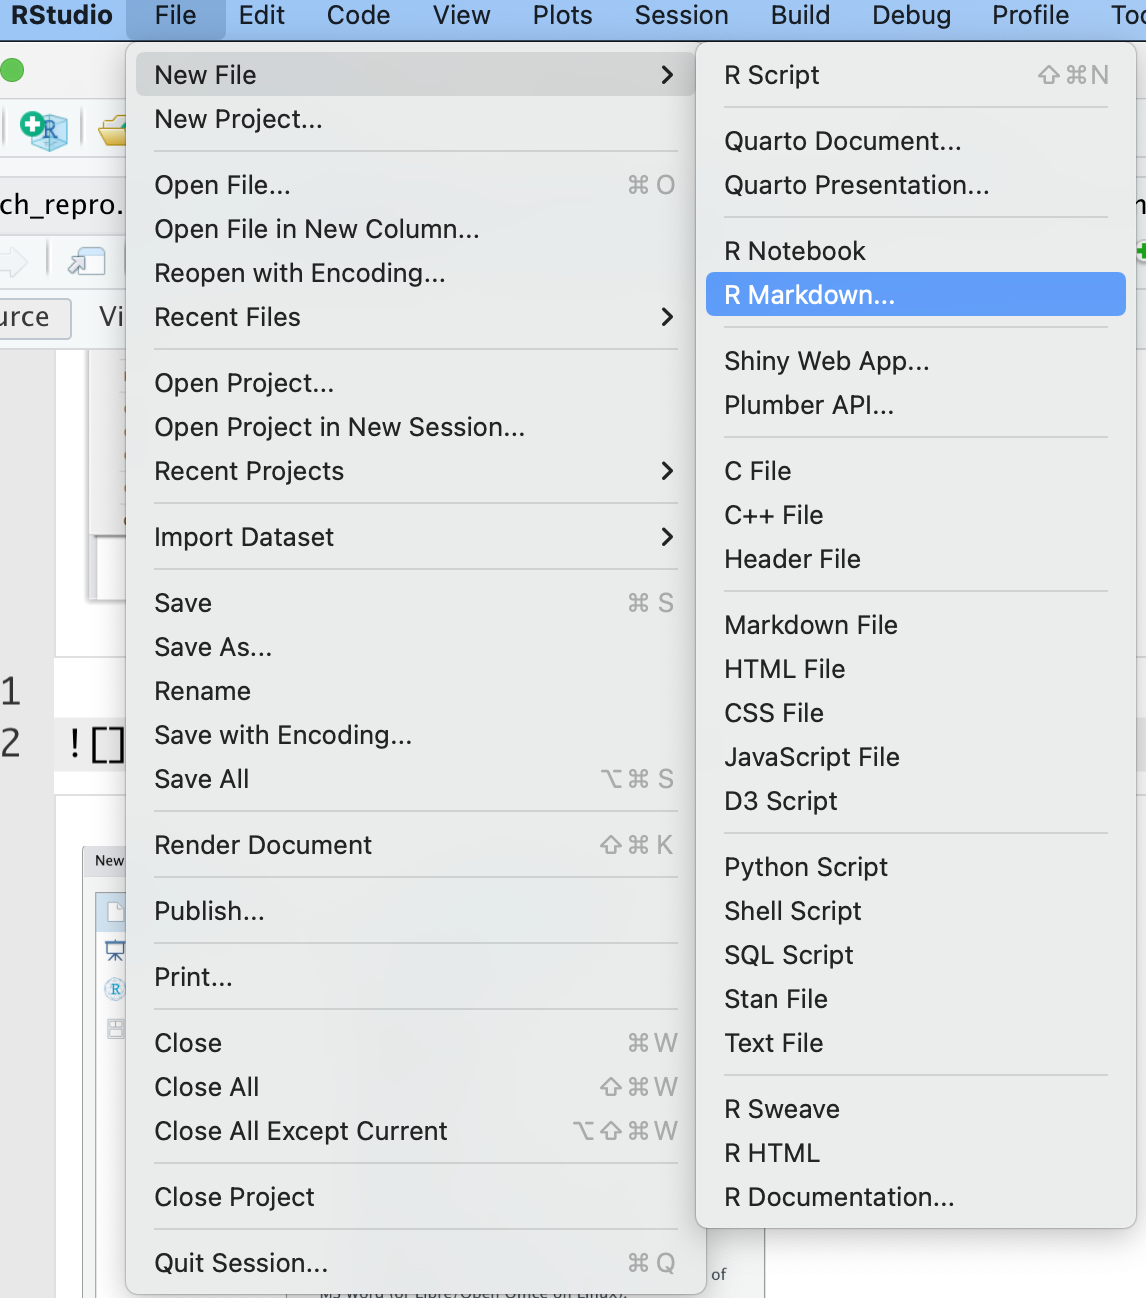 RStudio File Edit Code View Plots Session Build Debug Profile
New File
New Project...
Open File... ⌘ O
Open File in New Column...
Reopen with Encoding...
Recent Files
Open Project...
Open Project in New Session...
Recent Projects
Import Dataset
Save ⌘ S
Save As...
Rename
Save with Encoding...
Save All ⌥ ⌘ S
Render Document ⇧ ⌘ K
Publish...
Print...
Close ⌘ W
Close All ⇧ ⌘ W
Close All Except Current ⌥ ⇧ ⌘ W
Close Project
Quit Session... ⌘ Q
R Script ⇧ ⌘ N
Quarto Document...
Quarto Presentation...
R Notebook
R Markdown...
Shiny Web App...
Plumber API...
C File
C++ File
Header File
Markdown File
HTML File
CSS File
JavaScript File
D3 Script
Python Script
Shell Script
SQL Script
Stan File
Text File
R Sweave
R HTML
R Documentation...
ch_repro.
urce Vi
1
2 ![]
New
of